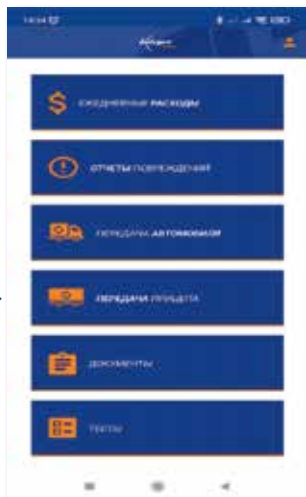 ЕЖЕДНЕВНЫЕ РАСХОДЫ
ОТЧЕТЫ ПОВРЕЖДЕНИЙ
ПЕРЕДАЧА АВТОМОБИЛЯ
ПЕРЕДАЧА ПРИЦЕПА
ДОКУМЕНТЫ
ТЕСТЫ